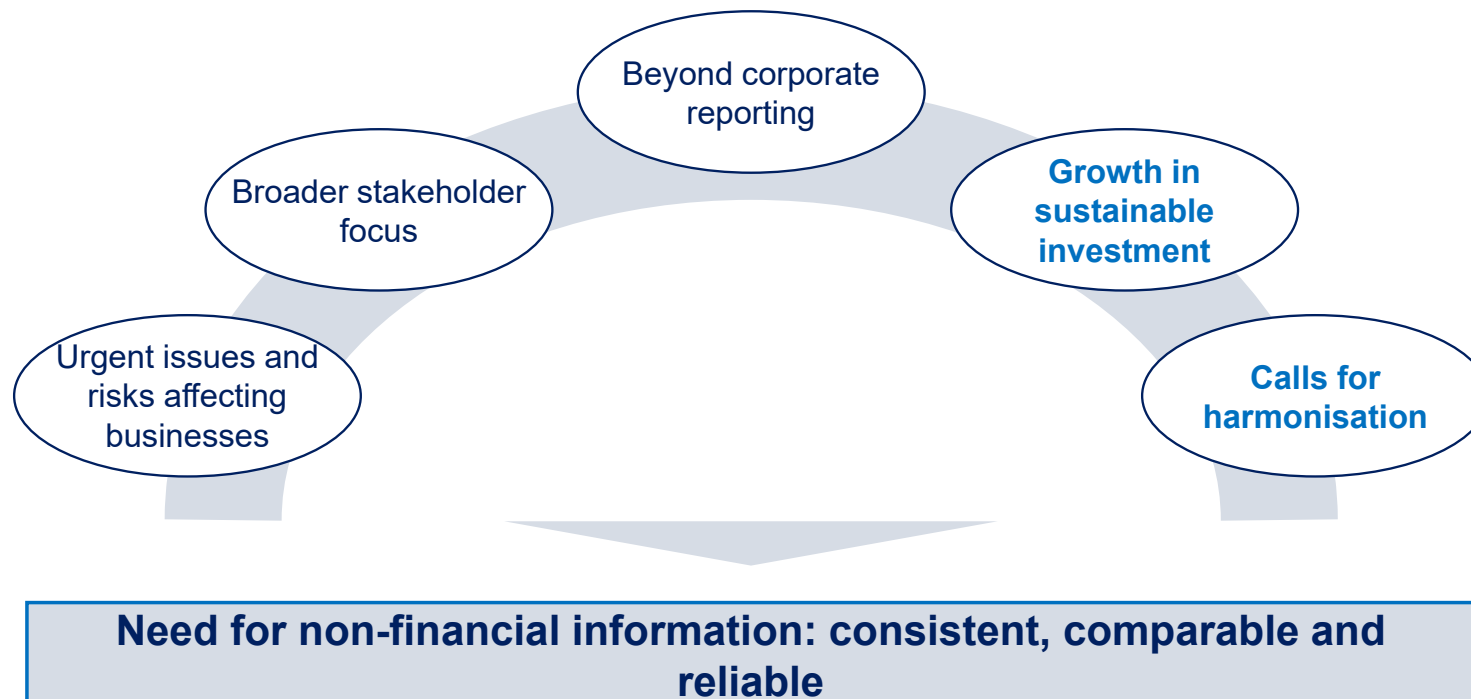 Beyond corporate
reporting
Broader stakeholder
focus
Growth in
sustainable
investment
Urgent issues and
risks affecting
businesses
Calls for
harmonisation
Need for non-financial information: consistent, comparable and
reliable